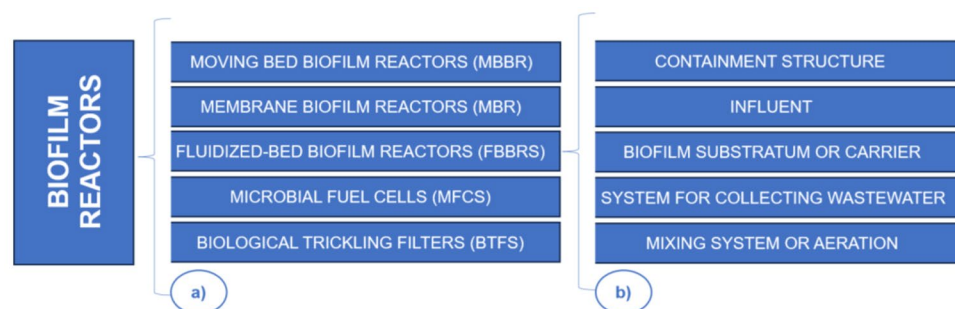 BIOFILM
REACTORS
MOVING BED BIOFILM REACTORS (MBBR)
MEMBRANE BIOFILM REACTORS (MBR)
FLUIDIZED-BED BIOFILM REACTORS (FBBRS)
MICROBIAL FUEL CELLS (MFCS)
BIOLOGICAL TRICKLING FILTERS (BTFS)
a)
CONTAINMENT STRUCTURE
INFLUENT
BIOFILM SUBSTRATUM OR CARRIER
SYSTEM FOR COLLECTING WASTEWATER
MIXING SYSTEM OR AERATION
b)